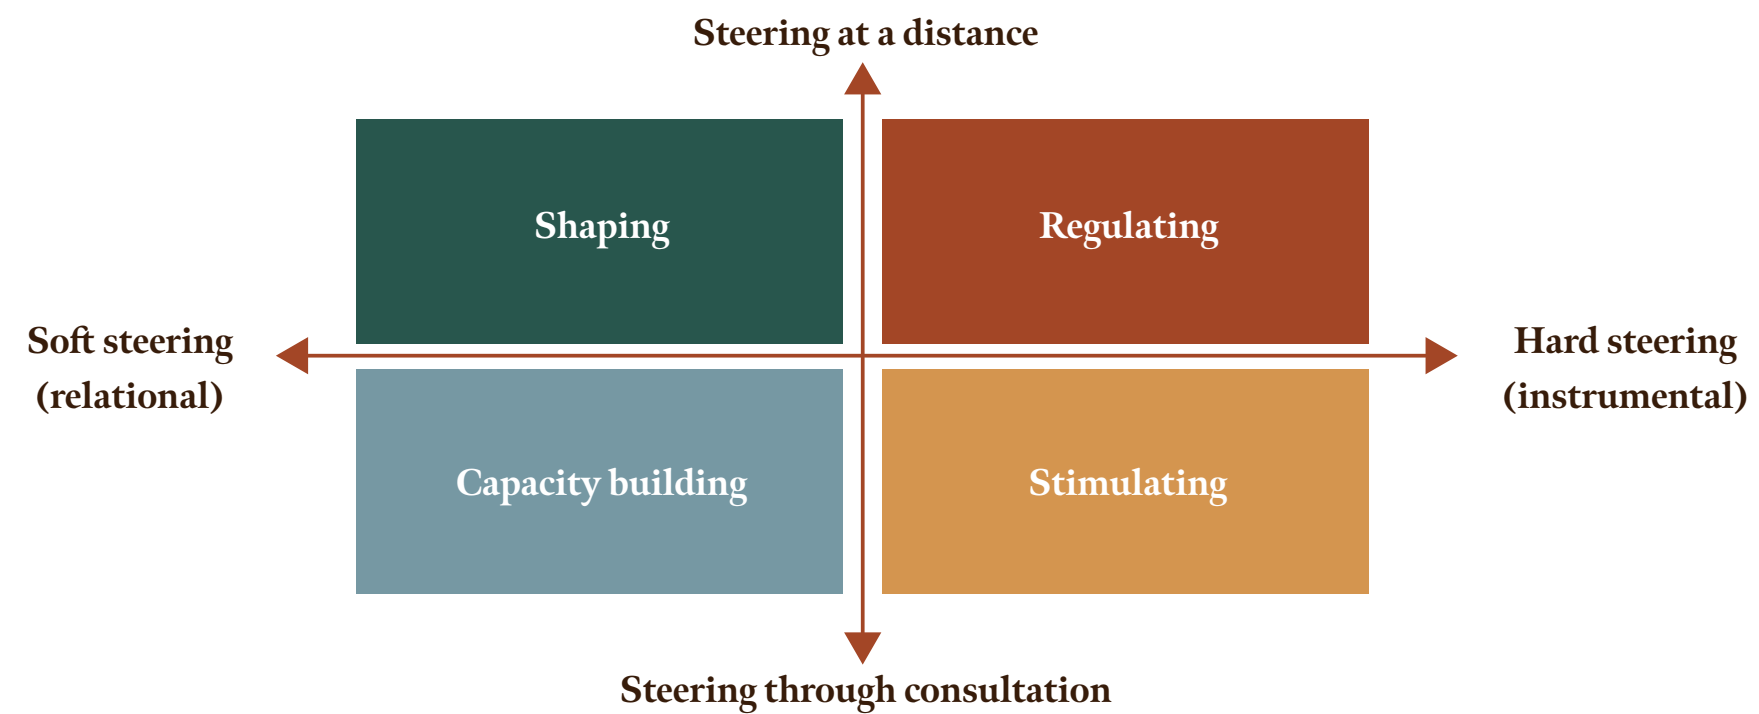 Steering at a distance
Shaping
Regulating
Soft steering
(relational)
Hard steering
(instrumental)
Capacity building
Stimulating
Steering through consultation